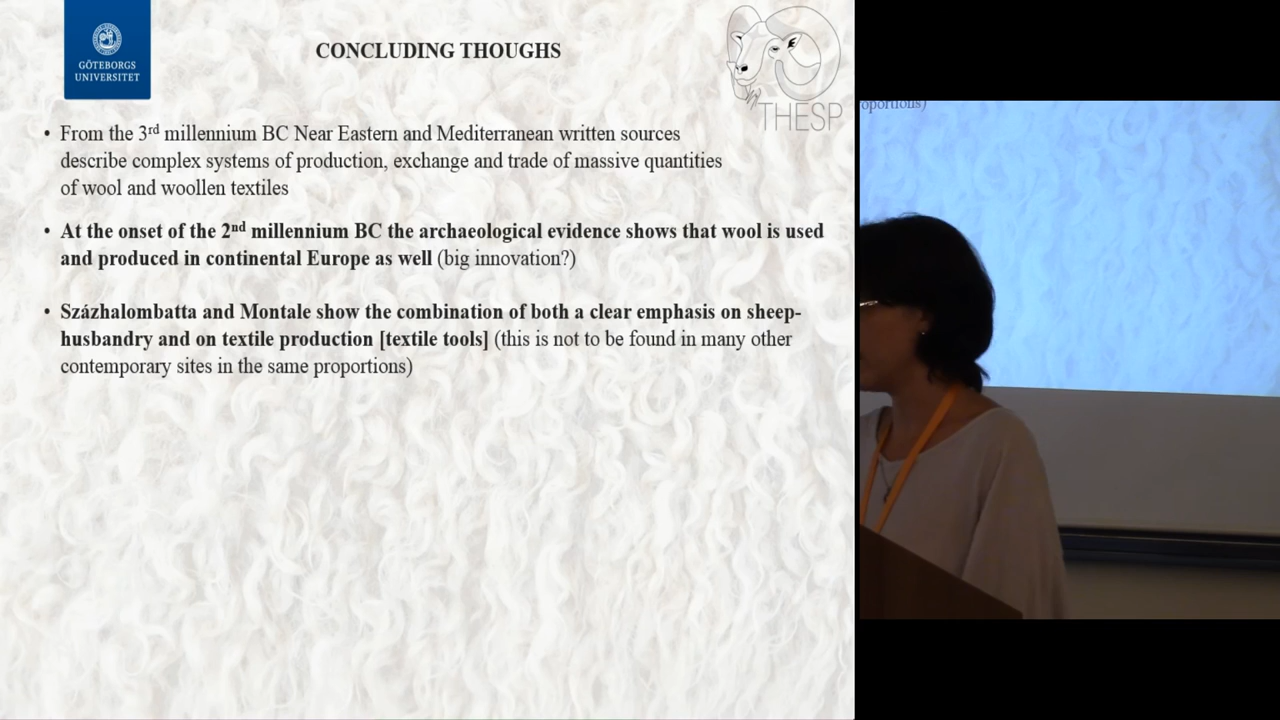 GÖTEBORGS
UNIVERSITET
CONCLUDING THOUGHS
THESP
• From the 3rd millennium BC Near Eastern and Mediterranean written sources
describe complex systems of production, exchange and trade of massive quantities
of wool and woollen textiles
• At the onset of the 2nd millennium BC the archaeological evidence shows that wool is used
and produced in continental Europe as well (big innovation?)
• Százhalombatta and Montale show the combination of both a clear emphasis on sheep-
husbandry and on textile production [textile tools] (this is not to be found in many other
contemporary sites in the same proportions)
oportions)